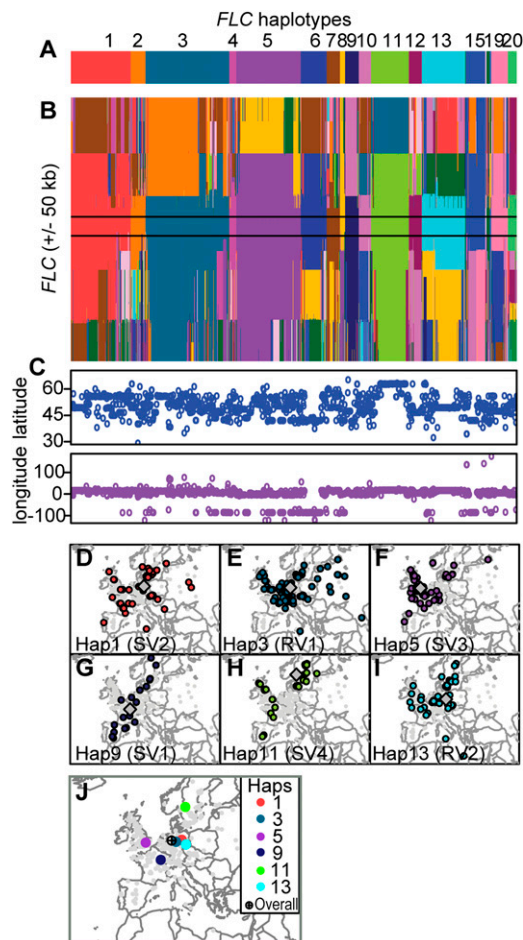 FLC haplotypes
1 2 3 4 5 6 7 8 9 10 11 12 13 15 19 20
A
B
FLC (+/- 50 kb)
C
latitude
60
45
30
longitude
100
0
-100
D
Hap1 (SV2)
E
Hap3 (RV1)
F
Hap5 (SV3)
G
Hap9 (SV1)
H
Hap11 (SV4)
I
Hap13 (RV2)
J
Haps
1
3
5
9
11
13
Overall